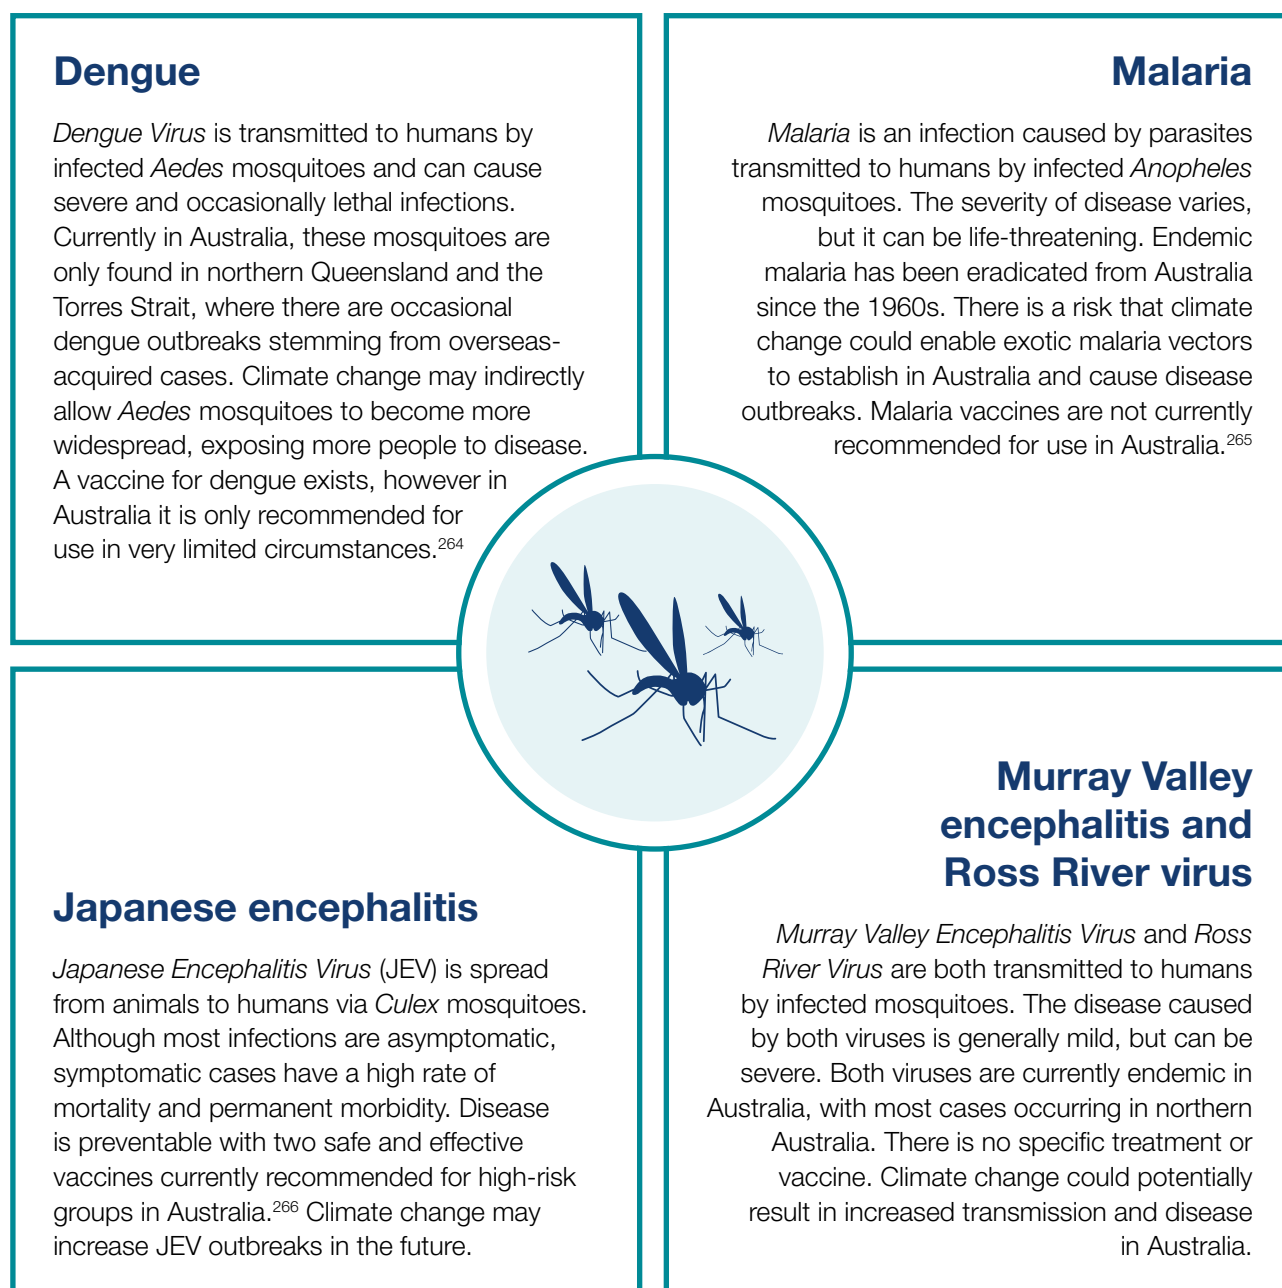 Dengue
Dengue Virus is transmitted to humans by
infected Aedes mosquitoes and can cause
severe and occasionally lethal infections.
Currently in Australia, these mosquitoes are
only found in northern Queensland and the
Torres Strait, where there are occasional
dengue outbreaks stemming from overseas-
acquired cases. Climate change may indirectly
allow Aedes mosquitoes to become more
widespread, exposing more people to disease.
A vaccine for dengue exists, however in
Australia it is only recommended for
use in very limited circumstances.264
Malaria
Malaria is an infection caused by parasites
transmitted to humans by infected Anopheles
mosquitoes. The severity of disease varies,
but it can be life-threatening. Endemic
malaria has been eradicated from Australia
since the 1960s. There is a risk that climate
change could enable exotic malaria vectors
to establish in Australia and cause disease
outbreaks. Malaria vaccines are not currently
recommended for use in Australia.265
Japanese encephalitis
Japanese Encephalitis Virus (JEV) is spread
from animals to humans via Culex mosquitoes.
Although most infections are asymptomatic,
symptomatic cases have a high rate of
mortality and permanent morbidity. Disease
is preventable with two safe and effective
vaccines currently recommended for high-risk
groups in Australia.266 Climate change may
increase JEV outbreaks in the future.
Murray Valley
encephalitis and
Ross River virus
Murray Valley Encephalitis Virus and Ross
River Virus are both transmitted to humans
by infected mosquitoes. The disease caused
by both viruses is generally mild, but can be
severe. Both viruses are currently endemic in
Australia, with most cases occurring in northern
Australia. There is no specific treatment or
vaccine. Climate change could potentially
result in increased transmission and disease
in Australia.